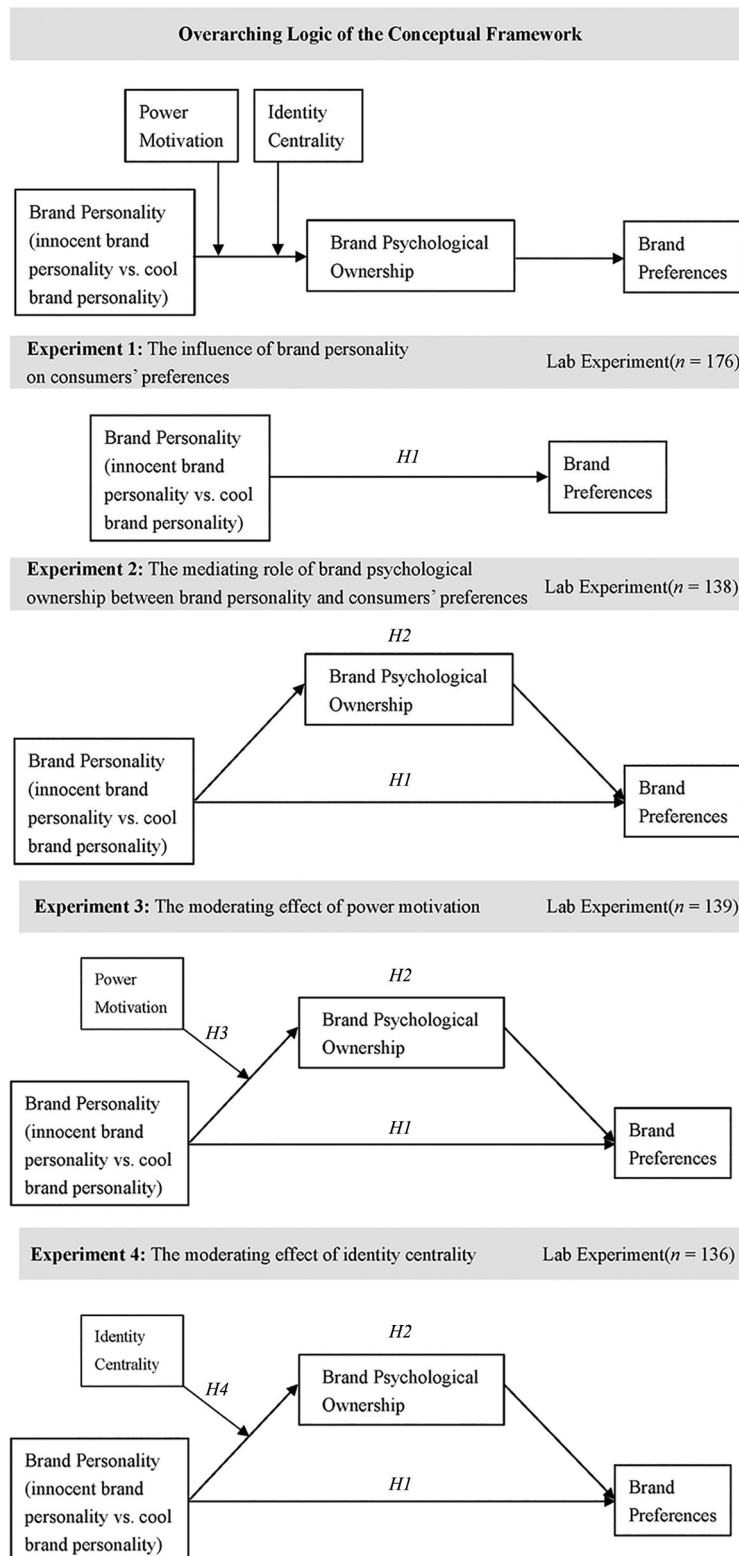 Overarching Logic of the Conceptual Framework
Power
Motivation
Identity
Centrality
Brand Personality
(innocent brand
personality vs. cool
brand personality)
Brand Psychological
Ownership
Brand
Preferences
Experiment 1: The influence of brand personality
on consumers’ preferences
Lab Experiment(n = 176)
Brand Personality
(innocent brand
personality vs. cool
brand personality)
H1
Brand
Preferences
Experiment 2: The mediating role of brand psychological
ownership between brand personality and consumers’ preferences
Lab Experiment(n = 138)
H2
Brand Psychological
Ownership
Brand Personality
(innocent brand
personality vs. cool
brand personality)
H1
Brand
Preferences
Experiment 3: The moderating effect of power motivation
Lab Experiment(n = 139)
Power
Motivation
H2
H3
Brand Psychological
Ownership
Brand Personality
(innocent brand
personality vs. cool
brand personality)
H1
Brand
Preferences
Experiment 4: The moderating effect of identity centrality
Lab Experiment(n = 136)
Identity
Centrality
H2
H4
Brand Psychological
Ownership
Brand Personality
(innocent brand
personality vs. cool
brand personality)
H1
Brand
Preferences